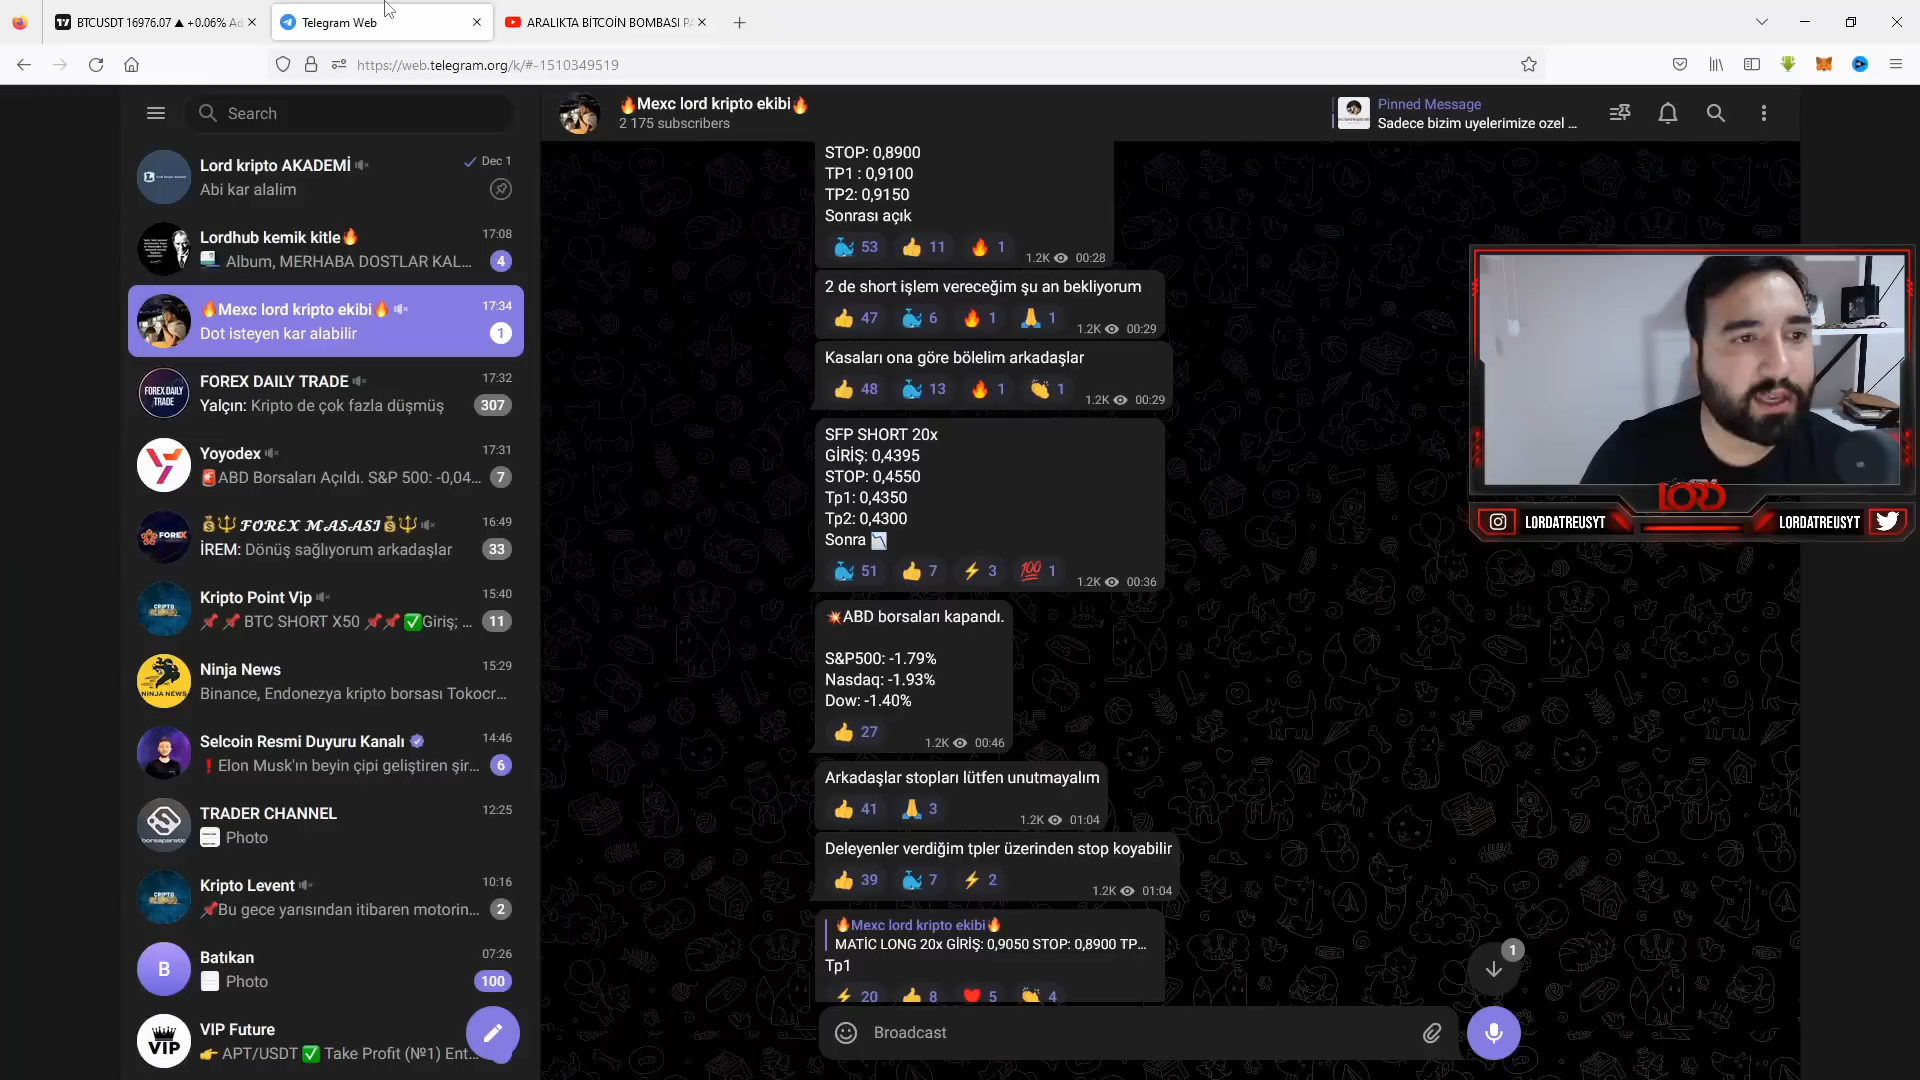 BTCUSDT 16976.07 ▲ +0.06% Ad
Telegram Web
ARALIKTA BİTCOİN BOMBASI PA
https://web.telegram.org/k/#-1510349519
Search
Lord kripto AKADEMİ
Dec 1
Abi kar alalim
Lordhub kemik kitle🔥
17:08
Album, MERHABA DOSTLAR KAL...
4
🔥Mexc lord kripto ekibi🔥
17:34
Dot isteyen kar alabilir
1
FOREX DAILY TRADE
FOREX DAILY TRADE
17:32
Yalçın: Kripto de çok fazla düşmüş
307
Yoyodex
17:31
🚨ABD Borsaları Açıldı. S&P 500: -0,04...
7
💰🔱 𝓕𝓞𝓡𝓔𝓧 𝓜𝓐𝓢𝓐𝓢𝓘💰🔱
16:49
İREM: Dönüş sağlıyorum arkadaşlar
33
Kripto Point Vip
15:40
📌 📌 BTC SHORT X50 📌📌 ✅Giriş; ...
11
Ninja News
15:29
NINJA NEWS
Binance, Endonezya kripto borsası Tokocr...
Selcoin Resmi Duyuru Kanalı
14:46
❗Elon Musk'ın beyin çipi geliştiren şir...
6
TRADER CHANNEL
12:25
borsaparatic
Photo
Kripto Levent
10:16
📌Bu gece yarısından itibaren motorin...
2
Batıkan
07:26
B
Photo
100
VIP Future
VIP
👉 APT/USDT ✅ Take Profit (№1) Ent...
🔥Mexc lord kripto ekibi🔥
2 175 subscribers
Pinned Message
Sadece bizim uyelerimize ozel ...
STOP: 0,8900
TP1 : 0,9100
TP2: 0,9150
Sonrası açık
🐳 53 👍 11 🔥 1
1.2K 00:28
2 de short işlem vereceğim şu an bekliyorum
👍 47 🐳 6 🔥 1 🙏 1
1.2K 00:29
Kasaları ona göre bölelim arkadaşlar
👍 48 🐳 13 🔥 1 👏 1
1.2K 00:29
SFP SHORT 20x
GİRİŞ: 0,4395
STOP: 0,4550
Tp1: 0,4350
Tp2: 0,4300
Sonra 📉
🐳 51 👍 7 ⚡ 3 💯 1
1.2K 00:36
💥ABD borsaları kapandı.
S&P500: -1.79%
Nasdaq: -1.93%
Dow: -1.40%
👍 27
1.2K 00:46
Arkadaşlar stopları lütfen unutmayalım
👍 41 🙏 3
1.2K 01:04
Deleyenler verdiğim tpler üzerinden stop koyabilir
👍 39 🐳 7 ⚡ 2
1.2K 01:04
🔥Mexc lord kripto ekibi🔥
MATİC LONG 20x GİRİŞ: 0,9050 STOP: 0,8900 TP...
Tp1
⚡ 20 👍 8 ❤️ 5 👏 4
1
Broadcast
LORD
LORDATREUSYT
LORDATREUSYT